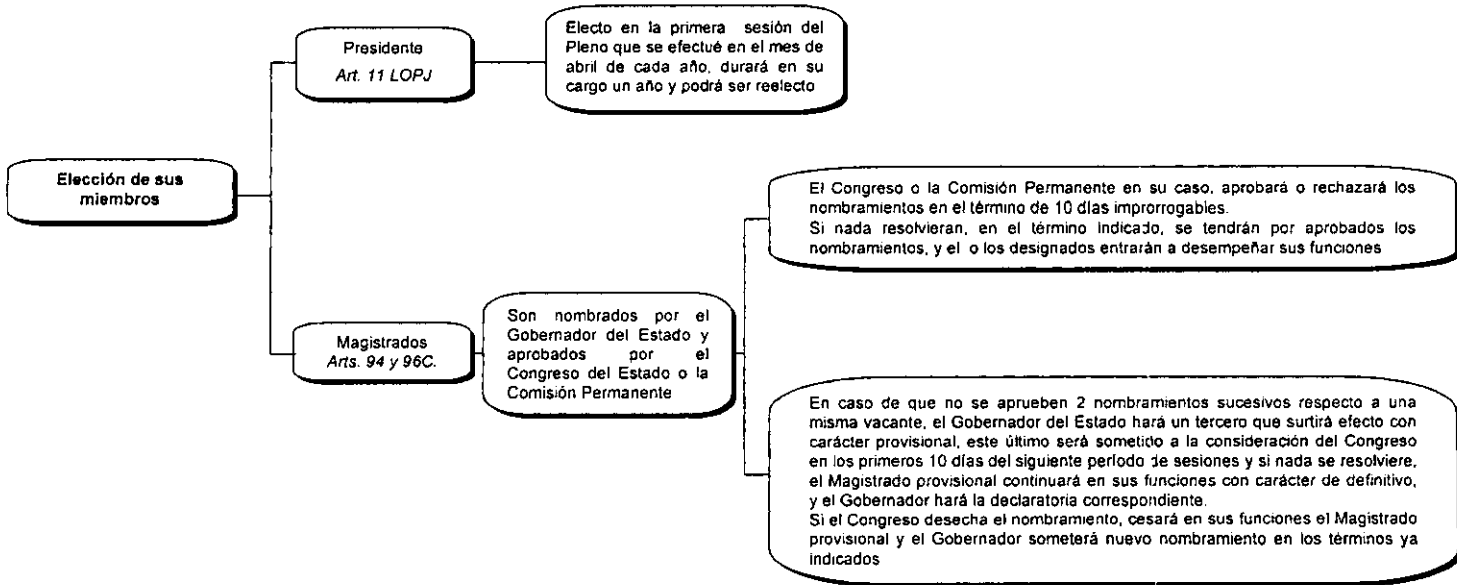 Presidente
Art. 11 LOPJ
Electo en la primera sesión del
Pleno que se efectué en el mes de
abril de cada año, durará en su
cargo un año y podrá ser reelecto
Elección de sus
miembros
Magistrados
Arts. 94 y 96C.
Son nombrados por el
Gobernador del Estado y
aprobados por el
Congreso del Estado o la
Comisión Permanente
El Congreso o la Comisión Permanente en su caso, aprobará o rechazará los
nombramientos en el término de 10 días improrrogables.
Si nada resolvieran, en el término indicado, se tendrán por aprobados los
nombramientos, y el o los designados entrarán a desempeñar sus funciones
En caso de que no se aprueben 2 nombramientos sucesivos respecto a una
misma vacante, el Gobernador del Estado hará un tercero que surtirá efecto con
carácter provisional, este último será sometido a la consideración del Congreso
en los primeros 10 días del siguiente período de sesiones y si nada se resolviere,
el Magistrado provisional continuará en sus funciones con carácter de definitivo,
y el Gobernador hará la declaratoria correspondiente.
Si el Congreso desecha el nombramiento, cesará en sus funciones el Magistrado
provisional y el Gobernador someterá nuevo nombramiento en los términos ya
indicados